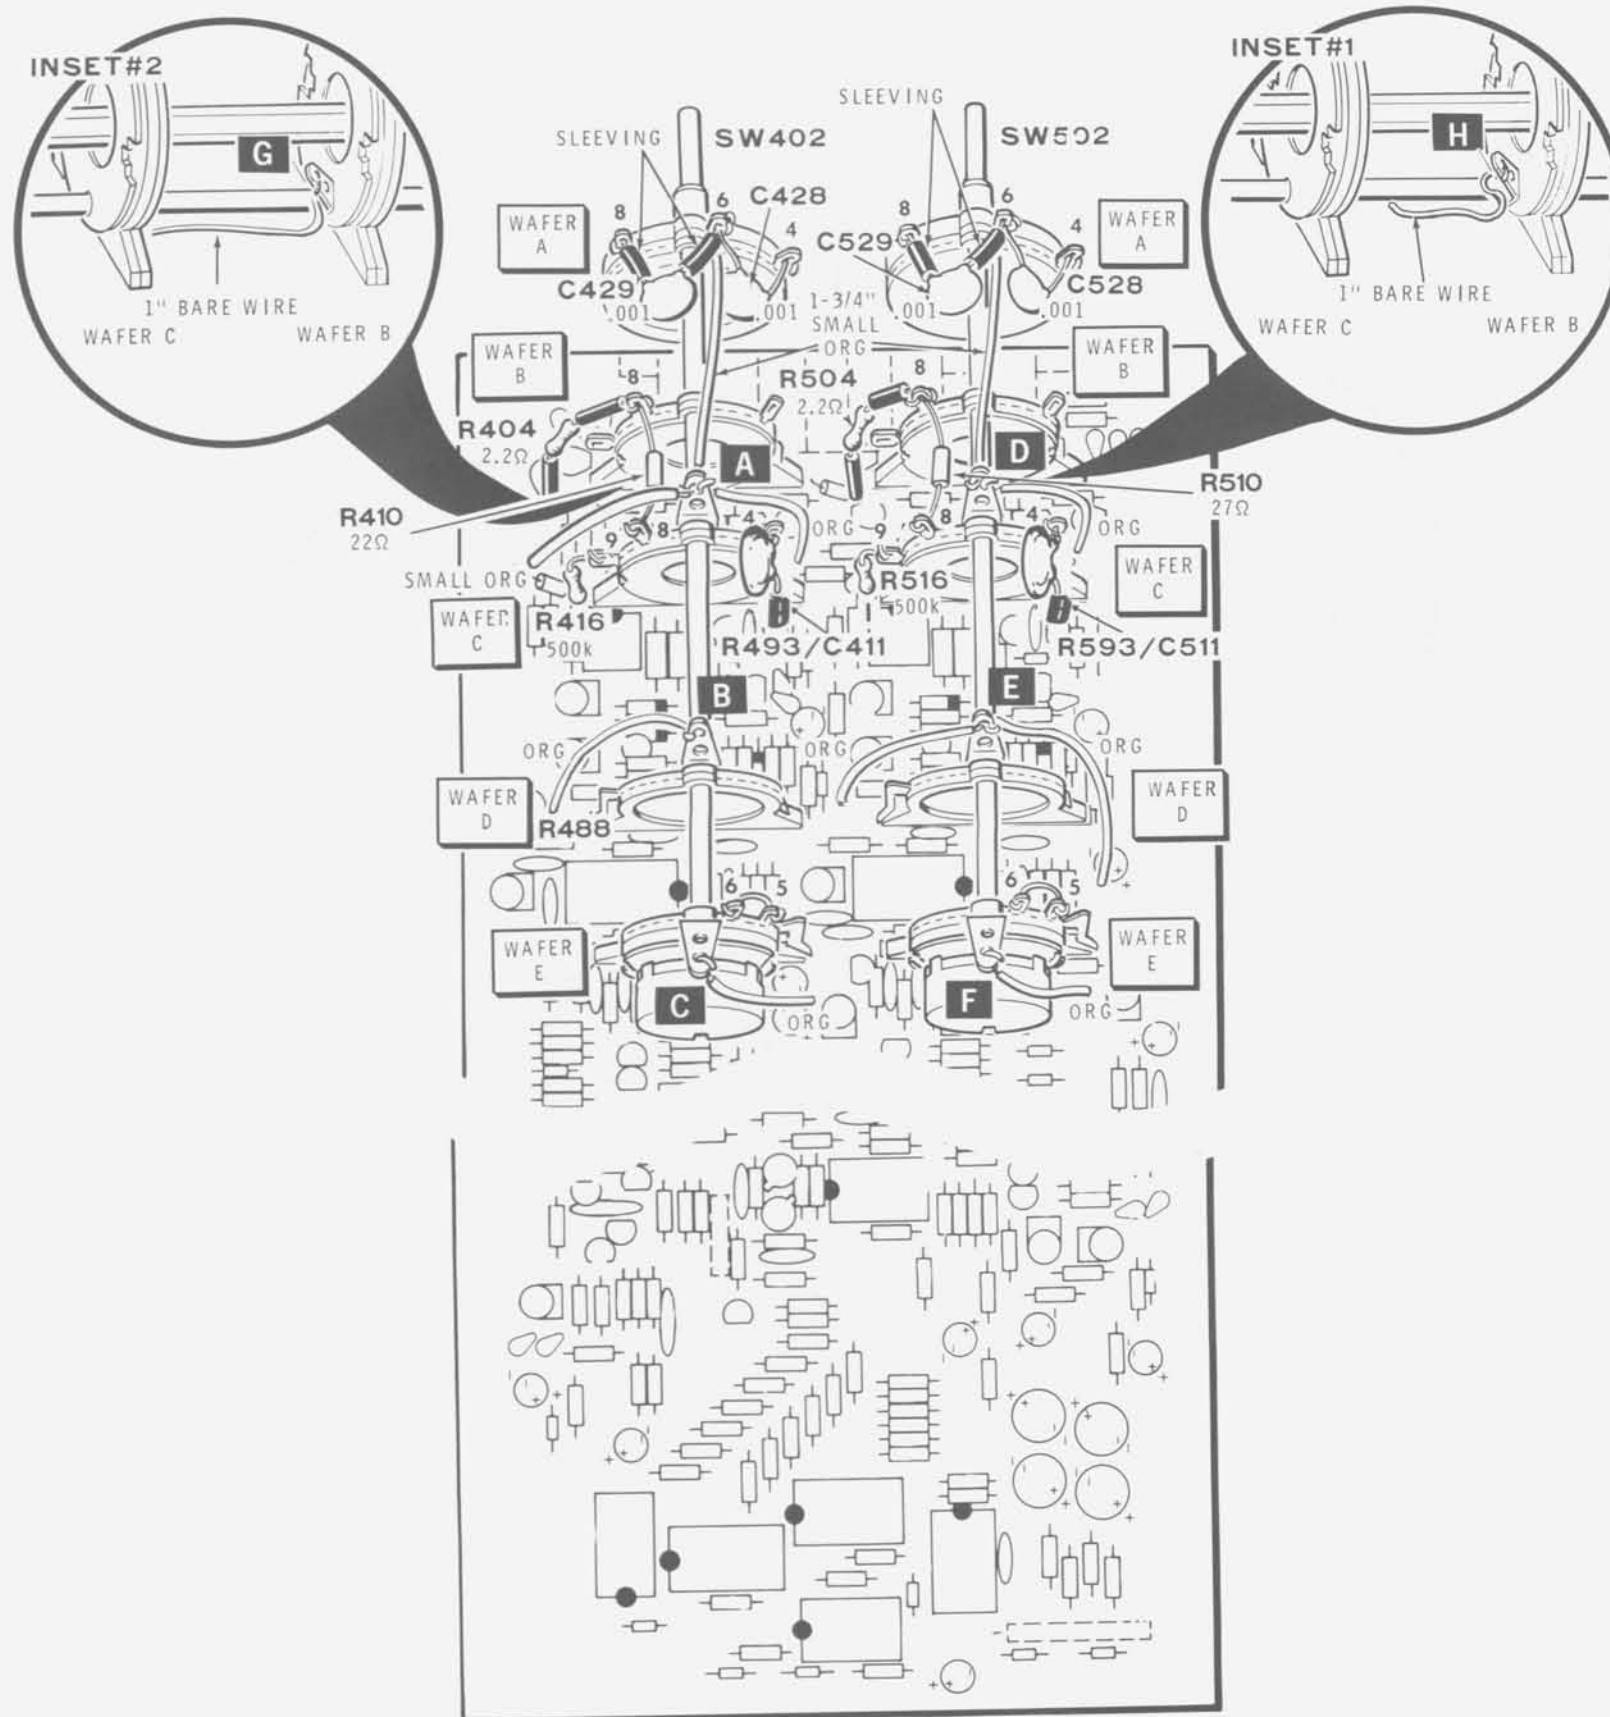 INSET#2
G
1" BARE WIRE
WAFER C
WAFER B
INSET#1
H
1" BARE WIRE
WAFER C
WAFER B
SLEEVING
SW402
SLEEVING
SW502
WAFER
A
8
6
C428
4
C429
.001
.001
8
6
4
WAFER
A
C529
C528
.001
.001
1-3/4"
SMALL
ORG
WAFER
B
8
R404
2.2Ω
R504
2.2Ω
8
WAFER
B
A
D
R410
22Ω
R510
27Ω
9
8
4
ORG
9
8
4
ORG
SMALL ORG
WAFER
C
R416
500k
R493/C411
R516
500k
R593/C511
WAFER
C
B
E
ORG
ORG
ORG
WAFER
D
R488
WAFER
D
6
5
6
5
WAFER
E
WAFER
E
C
ORG
F
ORG